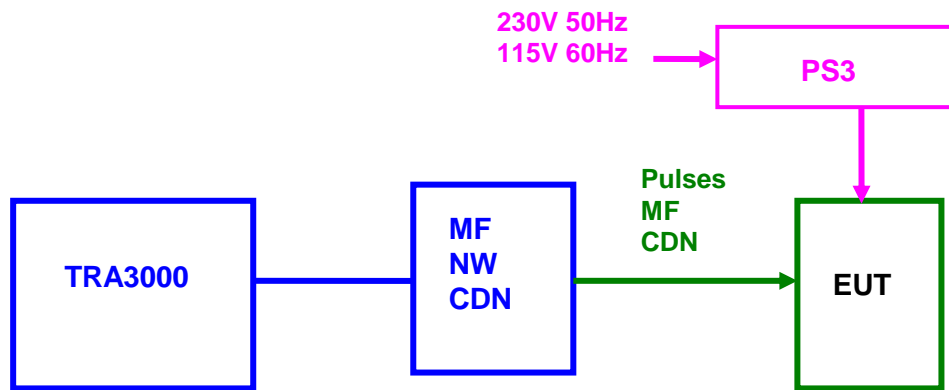 230V 50Hz
115V 60Hz
PS3
Pulses
MF
CDN
MF
NW
CDN
TRA3000
EUT